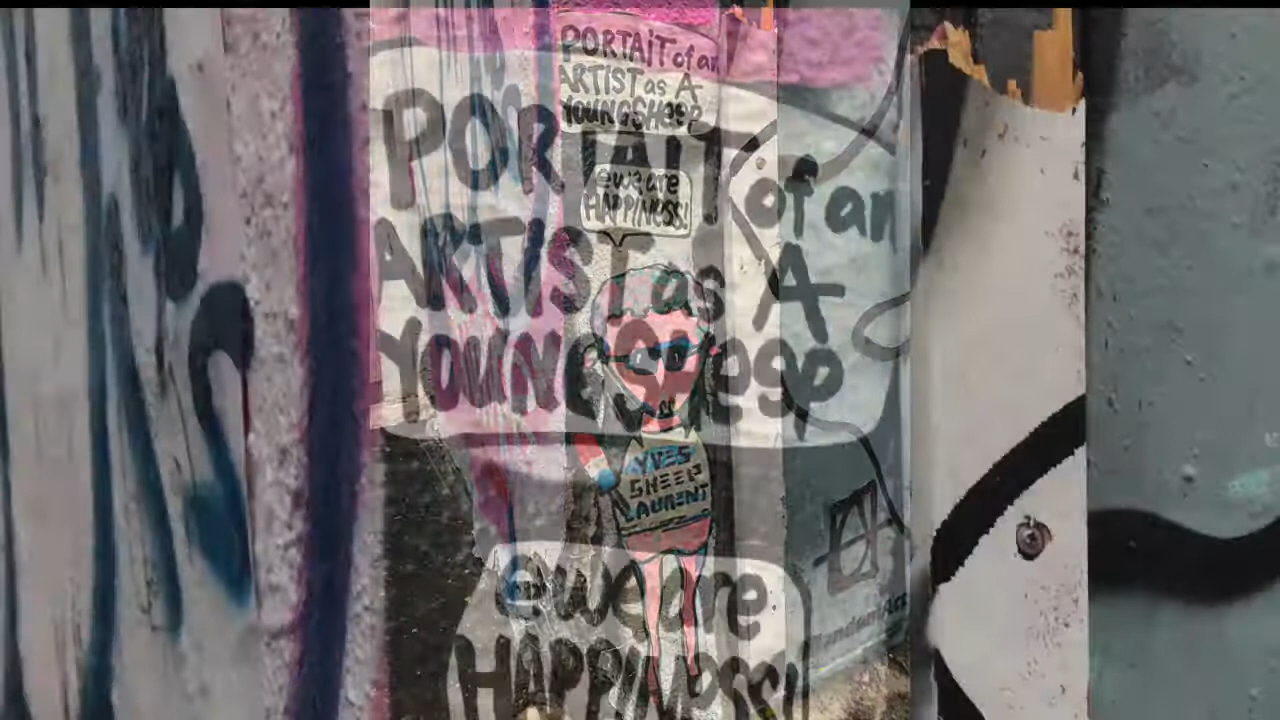 PORTAiT of an
ARTIST as A
YOUNG SHEEP
ewe are
HAPPINESS!
PORTAIT of an
ARTIST as A
YOUNG SHEEP
YVES
SHEEP
LAURENT
ewe are
HAPPINESS!